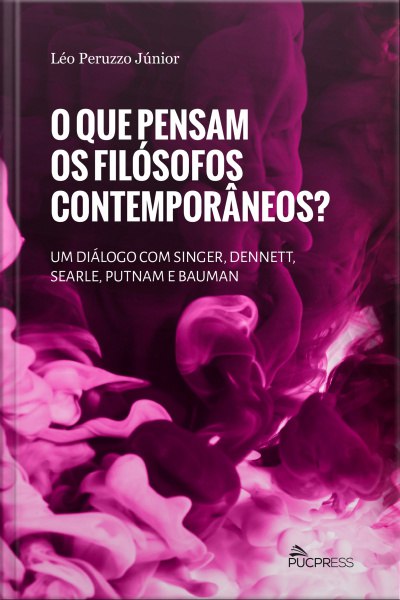 Léo Peruzzo Júnior
O QUE PENSAM
OS FILÓSOFOS
CONTEMPORÂNEOS?
UM DIÁLOGO COM SINGER, DENNETT,
SEARLE, PUTNAM E BAUMAN
PUCPRESS